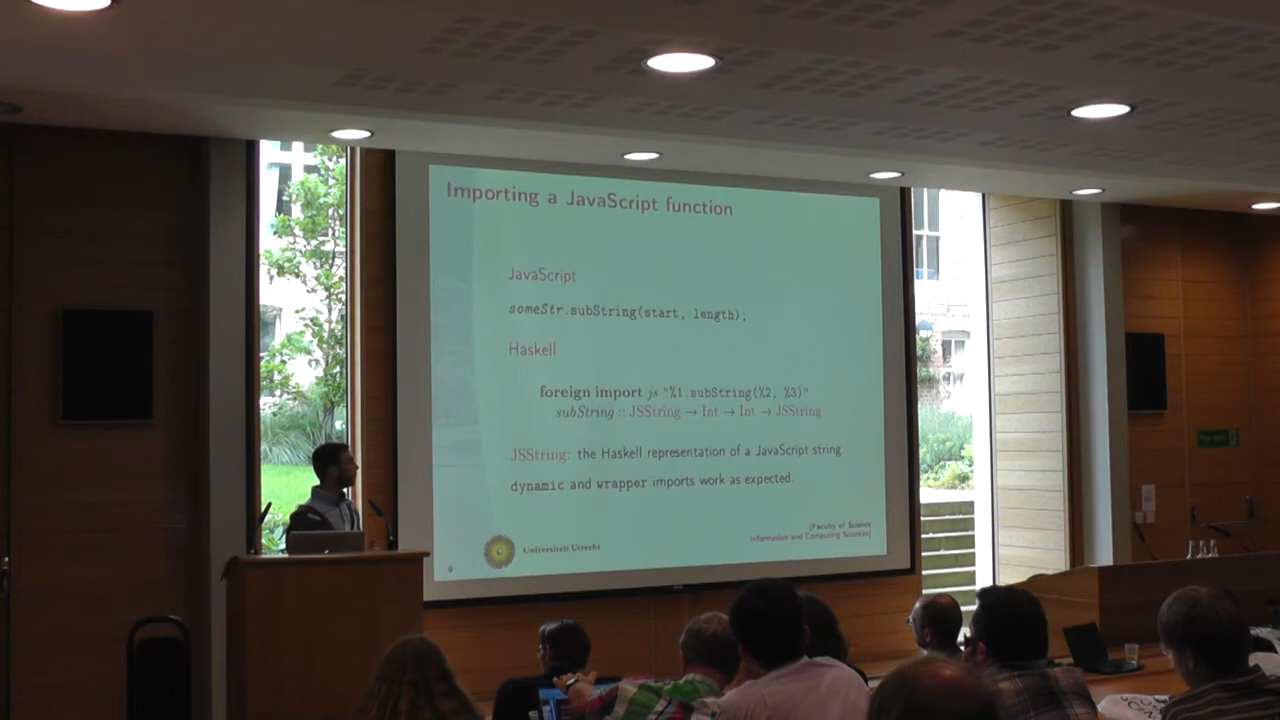 Importing a JavaScript function
JavaScript
someStr.subString(start, length);
Haskell
foreign import js "%1.subString(%2, %3)"
subString :: JSString → Int → Int → JSString
JSString: the Haskell representation of a JavaScript string
dynamic and wrapper imports work as expected.
[Faculty of Science
Information and Computing Sciences]
Universiteit Utrecht
9